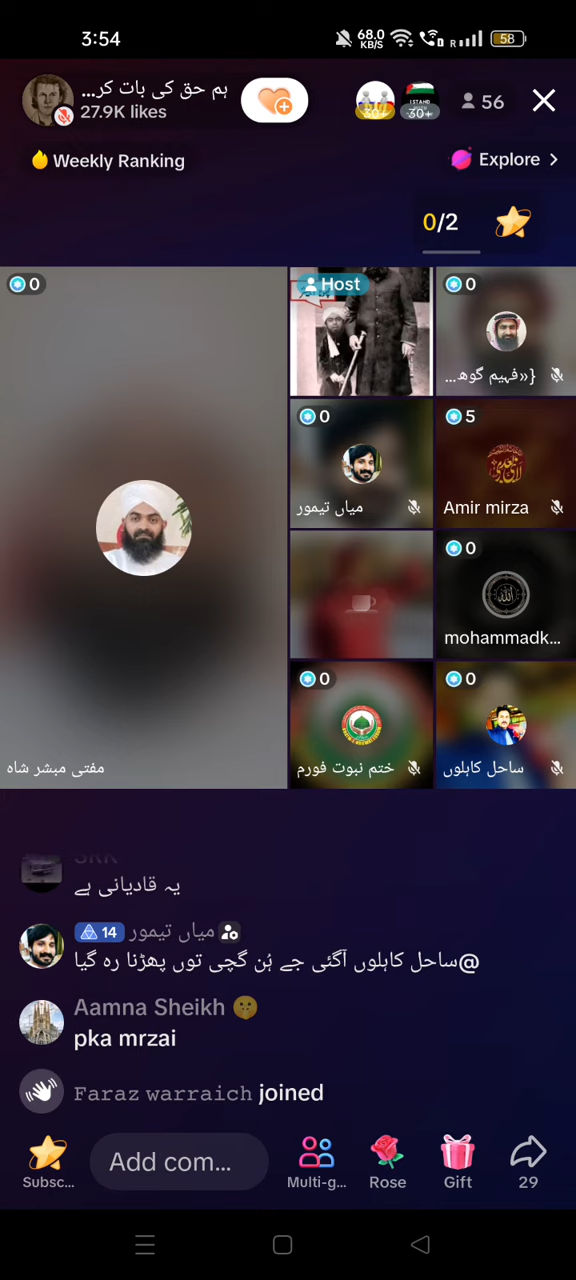 3:54
68.0
KB/S
R
58
ہم حق کی بات کر...
27.9K likes
30+
30+
56
Weekly Ranking
Explore
0/2
0
Host
0
{»فہیم گوھ...
0
5
میاں تیمور
Amir mirza
0
mohammadk...
0
0
مفتی مبشر شاہ
ختم نبوت فورم
ساحل کاہلوں
SRK
یہ قادیانی ہے
14 میاں تیمور
@ساحل کاہلوں آگئی جے ہُن گچی توں پھڑنا رہ گیا
Aamna Sheikh
pka mrzai
Faraz warraich joined
Subsc...
Add com...
Multi-g...
Rose
Gift
29